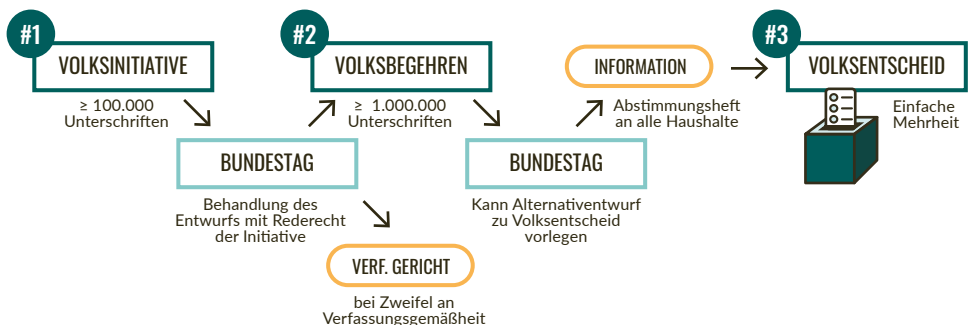 #1
VOLKSINITIATIVE
≥ 100.000
Unterschriften
BUNDESTAG
Behandlung des
Entwurfs mit Rederecht
der Initiative
VERF. GERICHT
bei Zweifel an
Verfassungsgemäßheit
#2
VOLKSBEGEHREN
≥ 1.000.000
Unterschriften
BUNDESTAG
Kann Alternativentwurf
zu Volksentscheid
vorlegen
INFORMATION
Abstimmungsheft
an alle Haushalte
#3
VOLKSENTSCHEID
Einfache
Mehrheit